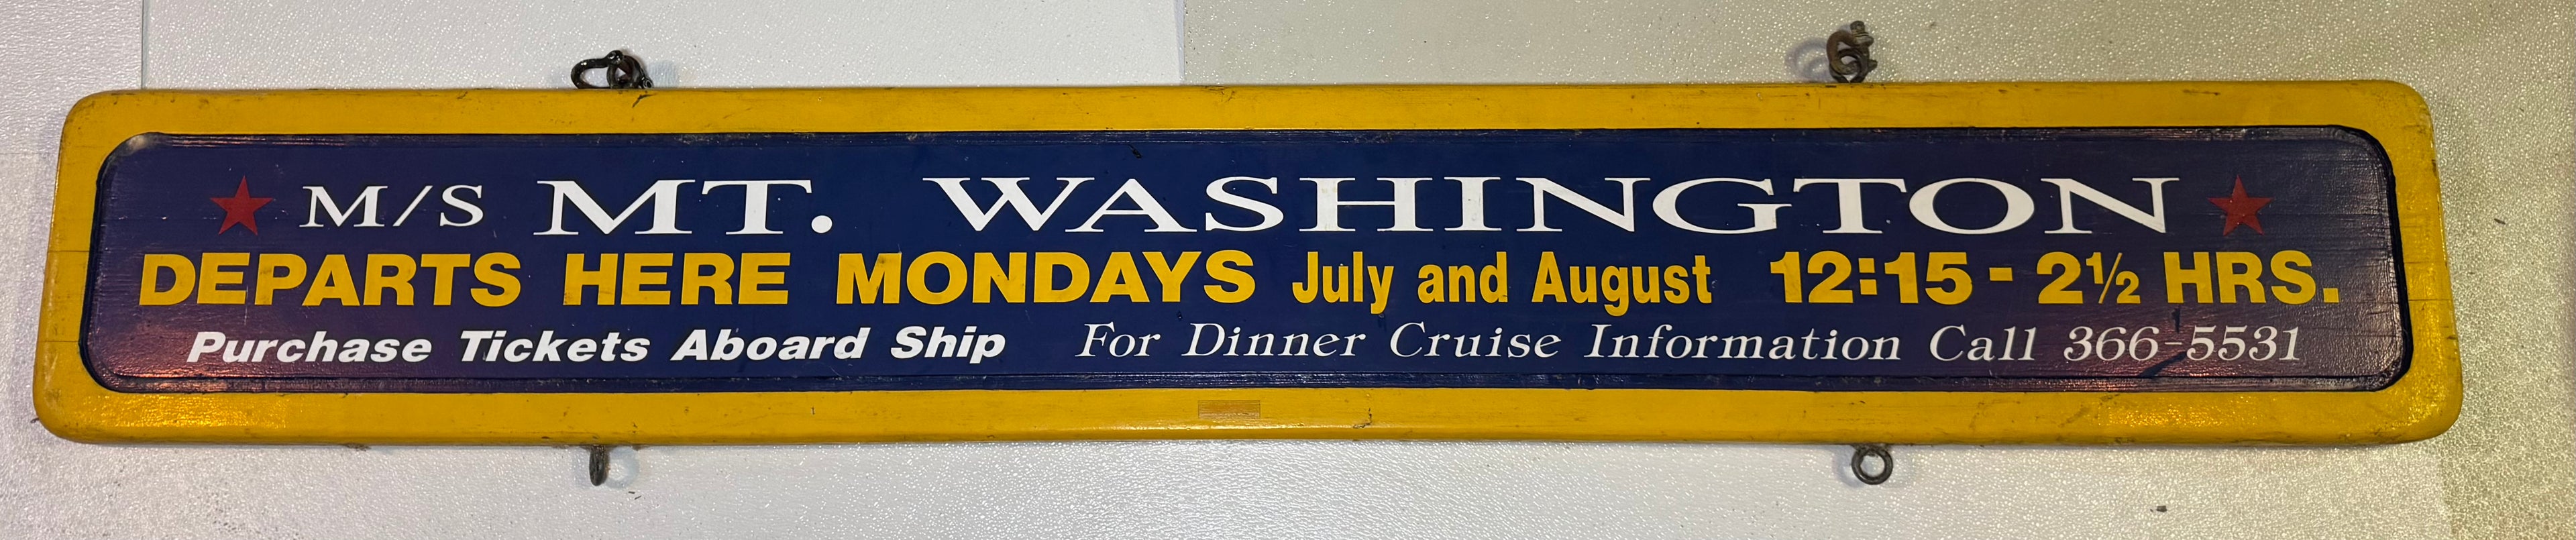 M/S MT. WASHINGTON
DEPARTS HERE MONDAYS July and August 12:15 - 2½ HRS.
Purchase Tickets Aboard Ship For Dinner Cruise Information Call 366-5531